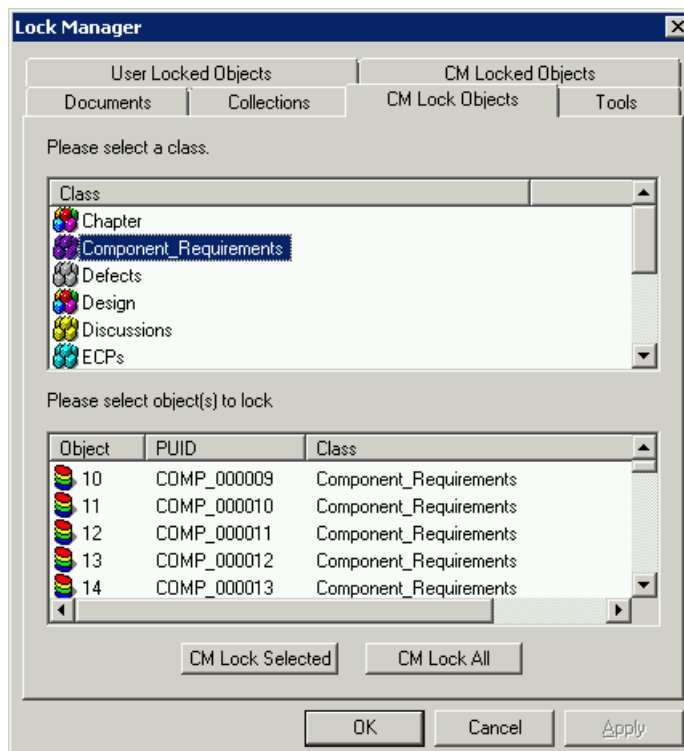 Lock Manager
User Locked Objects CM Locked Objects
Documents Collections CM Lock Objects Tools
Please select a class.
Class
Chapter
Component_Requirements
Defects
Design
Discussions
ECPs
Please select object(s) to lock
Object PUID Class
10 COMP_000009 Component_Requirements
11 COMP_000010 Component_Requirements
12 COMP_000011 Component_Requirements
13 COMP_000012 Component_Requirements
14 COMP_000013 Component_Requirements
CM Lock Selected CM Lock All
OK Cancel Apply